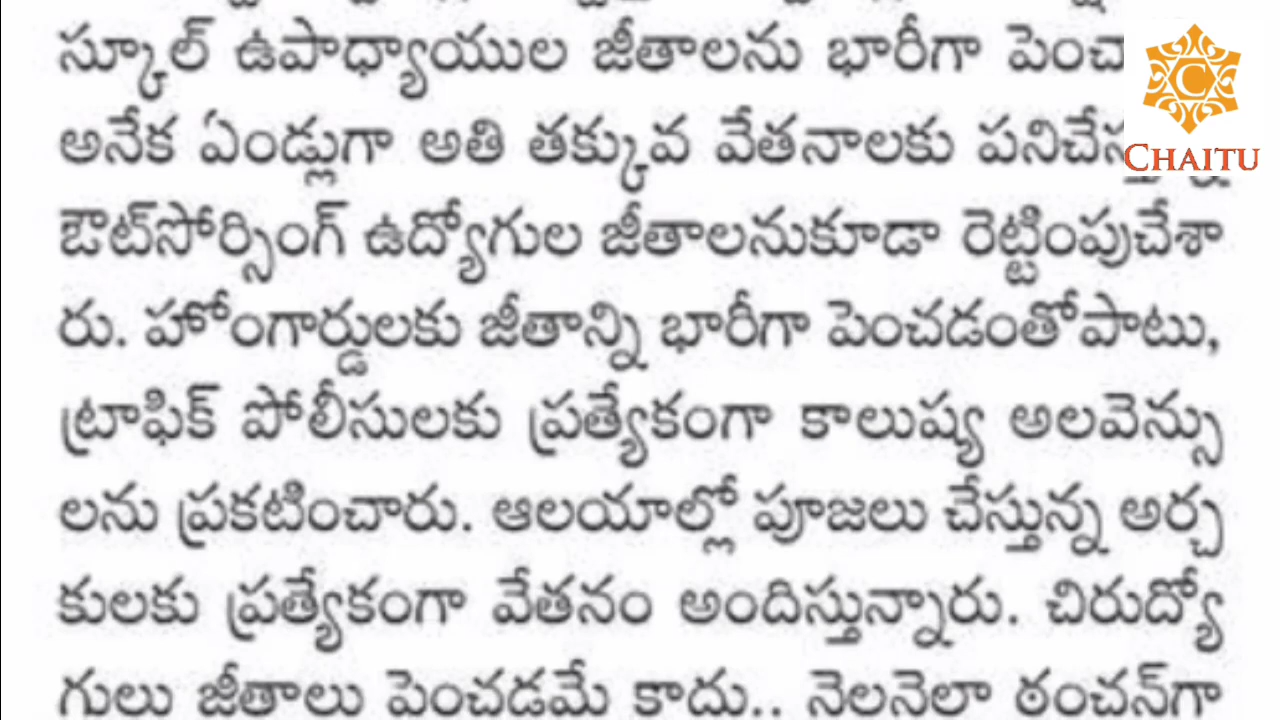 స్కూల్ ఉపాధ్యాయుల జీతాలను భారీగా
అనేక ఏండ్లుగా అతి తక్కువ వేతనాలకు
ఔట్‌సోర్సింగ్ ఉద్యోగుల జీతాలనుకూడా రెట్టింపుచేశా
రు. హోంగార్డులకు జీతాన్ని భారీగా పెంచడంతోపాటు,
ట్రాఫిక్ పోలీసులకు ప్రత్యేకంగా కాలుష్య అలవెన్సు
లను ప్రకటించారు. ఆలయాల్లో పూజలు చేస్తున్న అర్చ
కులకు ప్రత్యేకంగా వేతనం అందిస్తున్నారు. చిరుద్యో
గులు జీతాలు పెంచడమే కాదు.. నెలనెలా ఠంచన్‌గా
C
CHAITU